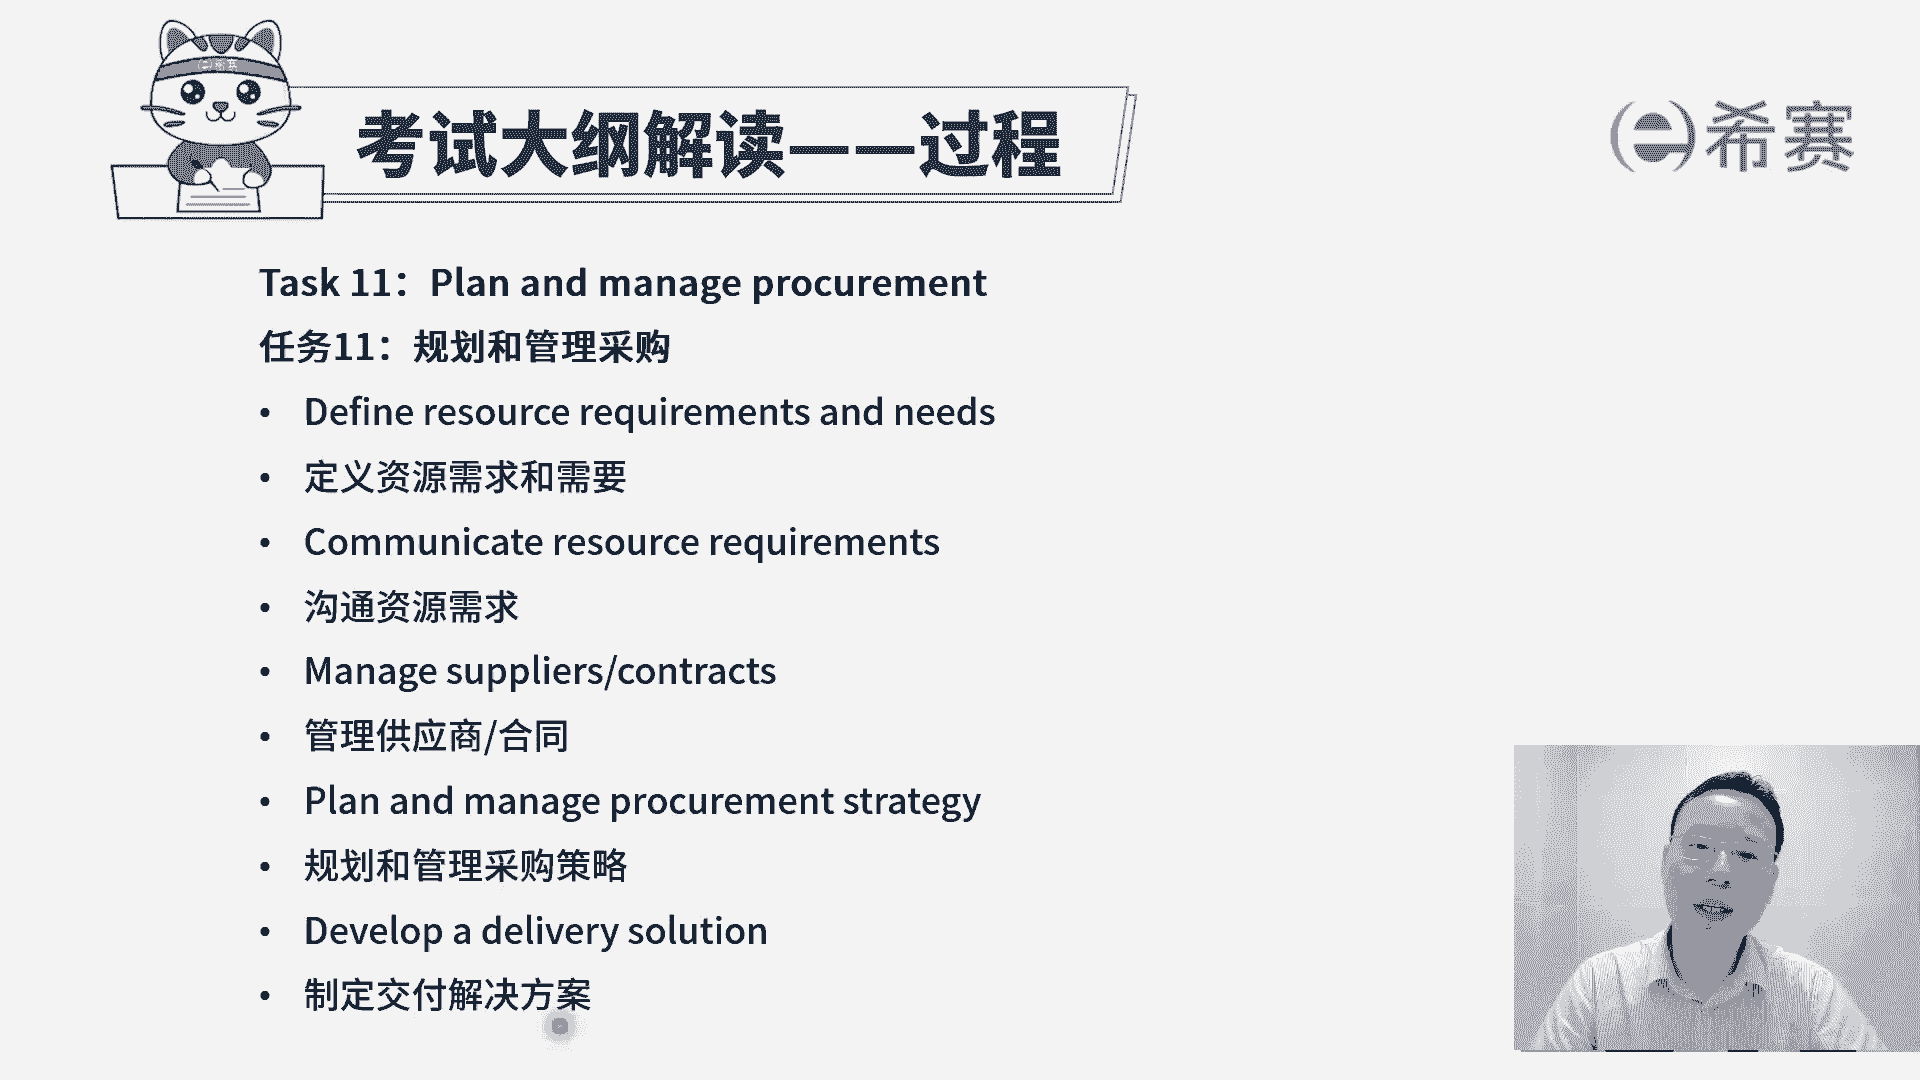 希赛
考试大纲解读——过程
希赛
Task 11：Plan and manage procurement
任务11：规划和管理采购
• Define resource requirements and needs
• 定义资源需求和需要
• Communicate resource requirements
• 沟通资源需求
• Manage suppliers/contracts
• 管理供应商/合同
• Plan and manage procurement strategy
• 规划和管理采购策略
• Develop a delivery solution
• 制定交付解决方案